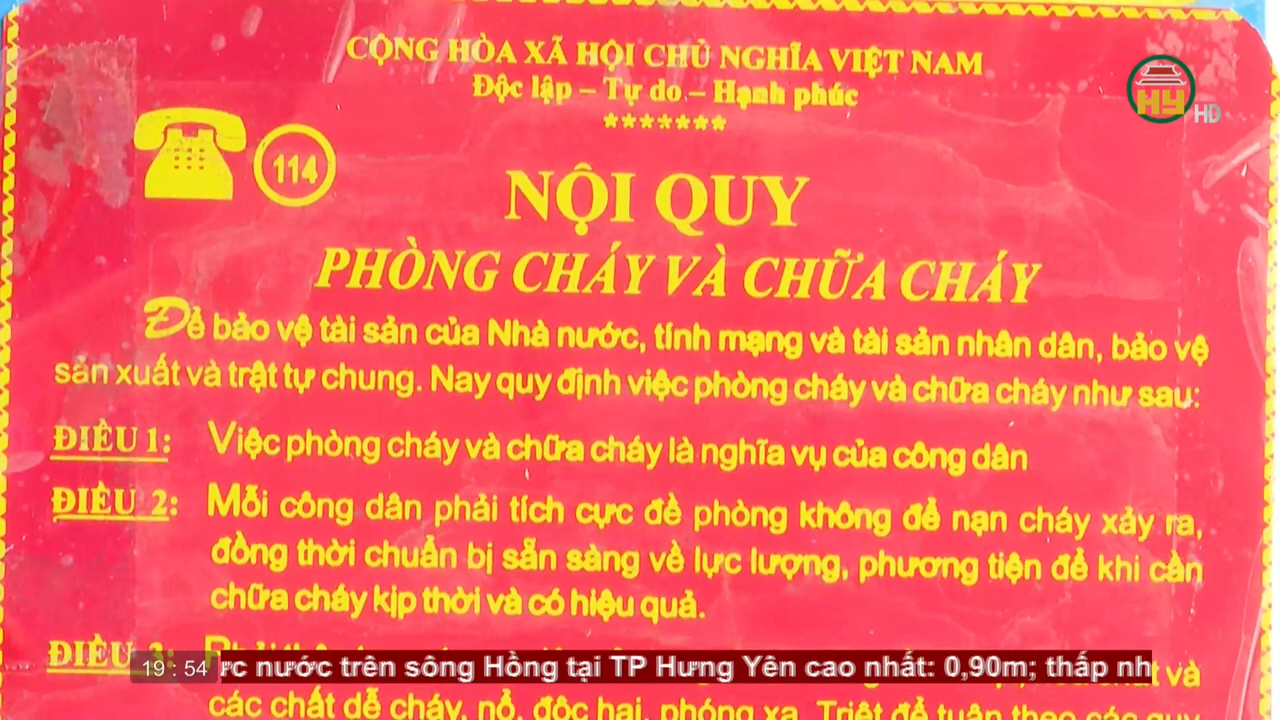 CỘNG HÒA XÃ HỘI CHỦ NGHĨA VIỆT NAM
Độc lập – Tự do – Hạnh phúc
*******
114
HY HD
NỘI QUY
PHÒNG CHÁY VÀ CHỮA CHÁY
Để bảo vệ tài sản của Nhà nước, tính mạng và tài sản nhân dân, bảo vệ
sản xuất và trật tự chung. Nay quy định việc phòng cháy và chữa cháy như sau:
ĐIỀU 1: Việc phòng cháy và chữa cháy là nghĩa vụ của công dân
ĐIỀU 2: Mỗi công dân phải tích cực đề phòng không để nạn cháy xảy ra,
đồng thời chuẩn bị sẵn sàng về lực lượng, phương tiện để khi cần
chữa cháy kịp thời và có hiệu quả.
ĐIỀU 3:
19 : 54 ực nước trên sông Hồng tại TP Hưng Yên cao nhất: 0,90m; thấp nh
và
các chất dễ cháy, nổ, độc hại, phóng xạ. Triệt để tuân theo các quy